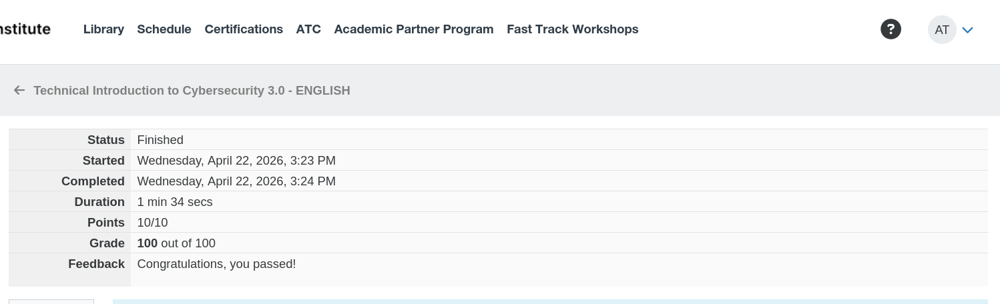 nstitute Library Schedule Certifications ATC Academic Partner Program Fast Track Workshops ? AT
← Technical Introduction to Cybersecurity 3.0 - ENGLISH
Status Finished
Started Wednesday, April 22, 2026, 3:23 PM
Completed Wednesday, April 22, 2026, 3:24 PM
Duration 1 min 34 secs
Points 10/10
Grade 100 out of 100
Feedback Congratulations, you passed!